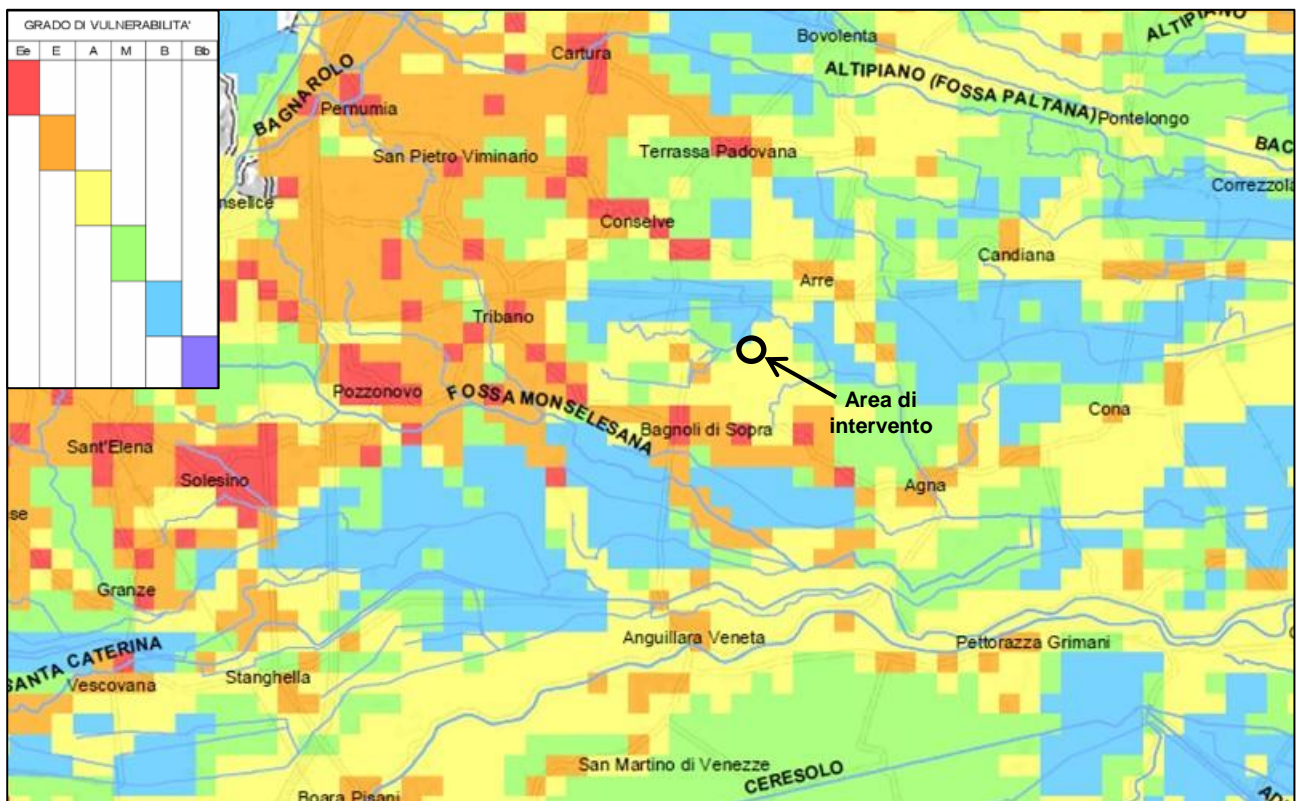 GRADO DI VULNERABILITA'
Ee E A M B Bb
ALTIPIANO
Bovolenta
Cartura
BAGNAROLO
ALTIPIANO (FOSSA PALTANA)
Pernumia
Pontelongo
San Pietro Viminario
Terrassa Padovana
BAC
Correzzola
nselice
Conselve
Candiana
Arre
Tribano
Pozzonovo
FOSSA MONSELESANA
Area di
intervento
Cona
Bagnoli di Sopra
Sant'Elena
Solesino
Agna
ese
Granze
Anguillara Veneta
Pettorazza Grimani
SANTA CATERINA
Stanghella
Vescovana
San Martino di Venezze
CERESOLO
Boara Pisani